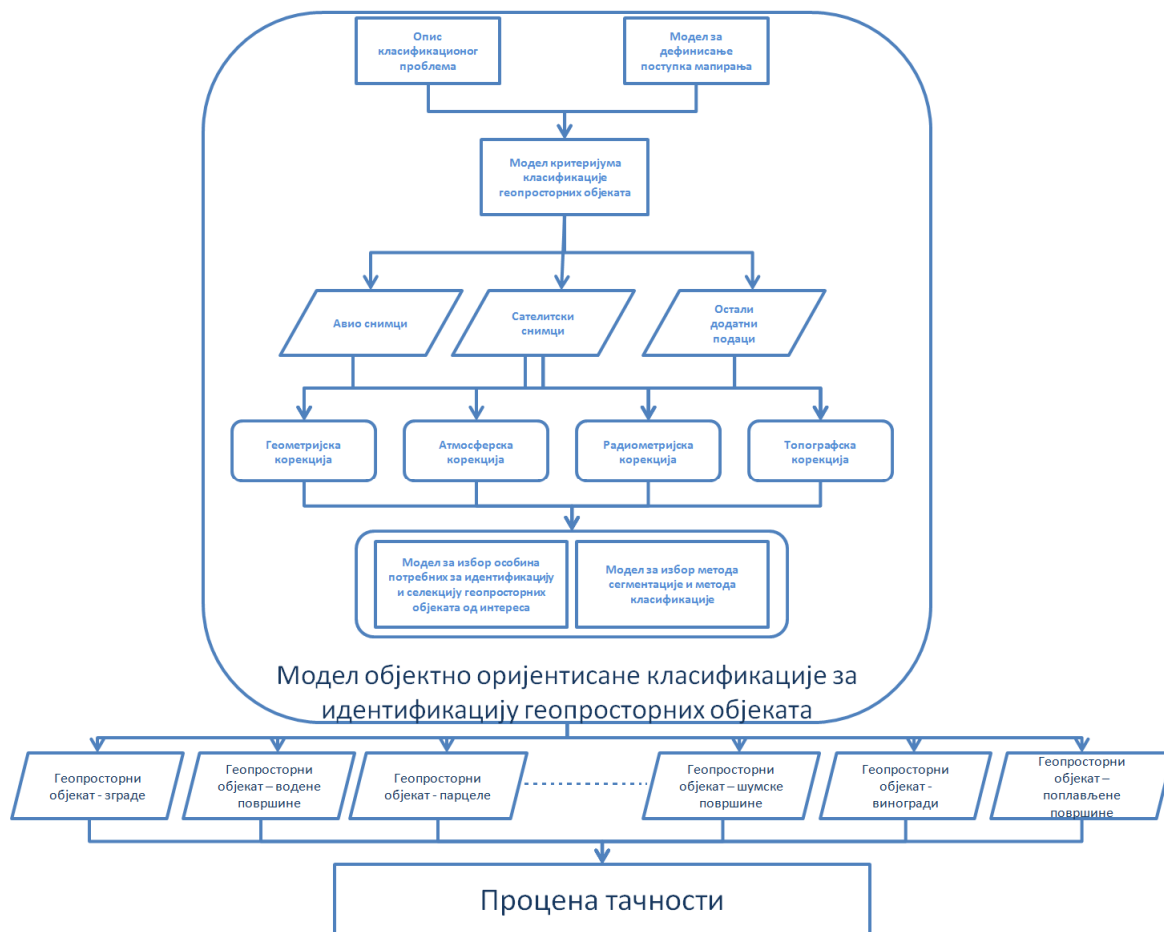 Опис
класификационог
проблема
Модел за
дефинисање
поступка мапирања
Модел критеријума
класификације
геопросторних објеката
Авио снимци
Сателитски
снимци
Остали
додатни
подаци
Геометријска
корекција
Атмосферска
корекција
Радиометријска
корекција
Топографска
корекција
Модел за избор особина
потребних за идентификацију
и селекцију геопросторних
објеката од интереса
Модел за избор метода
сегментације и метода
класификације
Модел објектно оријентисане класификације за
идентификацију геопросторних објеката
Геопросторни
објекат - зграде
Геопросторни
објекат – водене
површине
Геопросторни
објекат - парцеле
Геопросторни
објекат – шумске
површине
Геопросторни
објекат -
виногради
Геопросторни
објекат –
поплављене
површине
Процена тачности